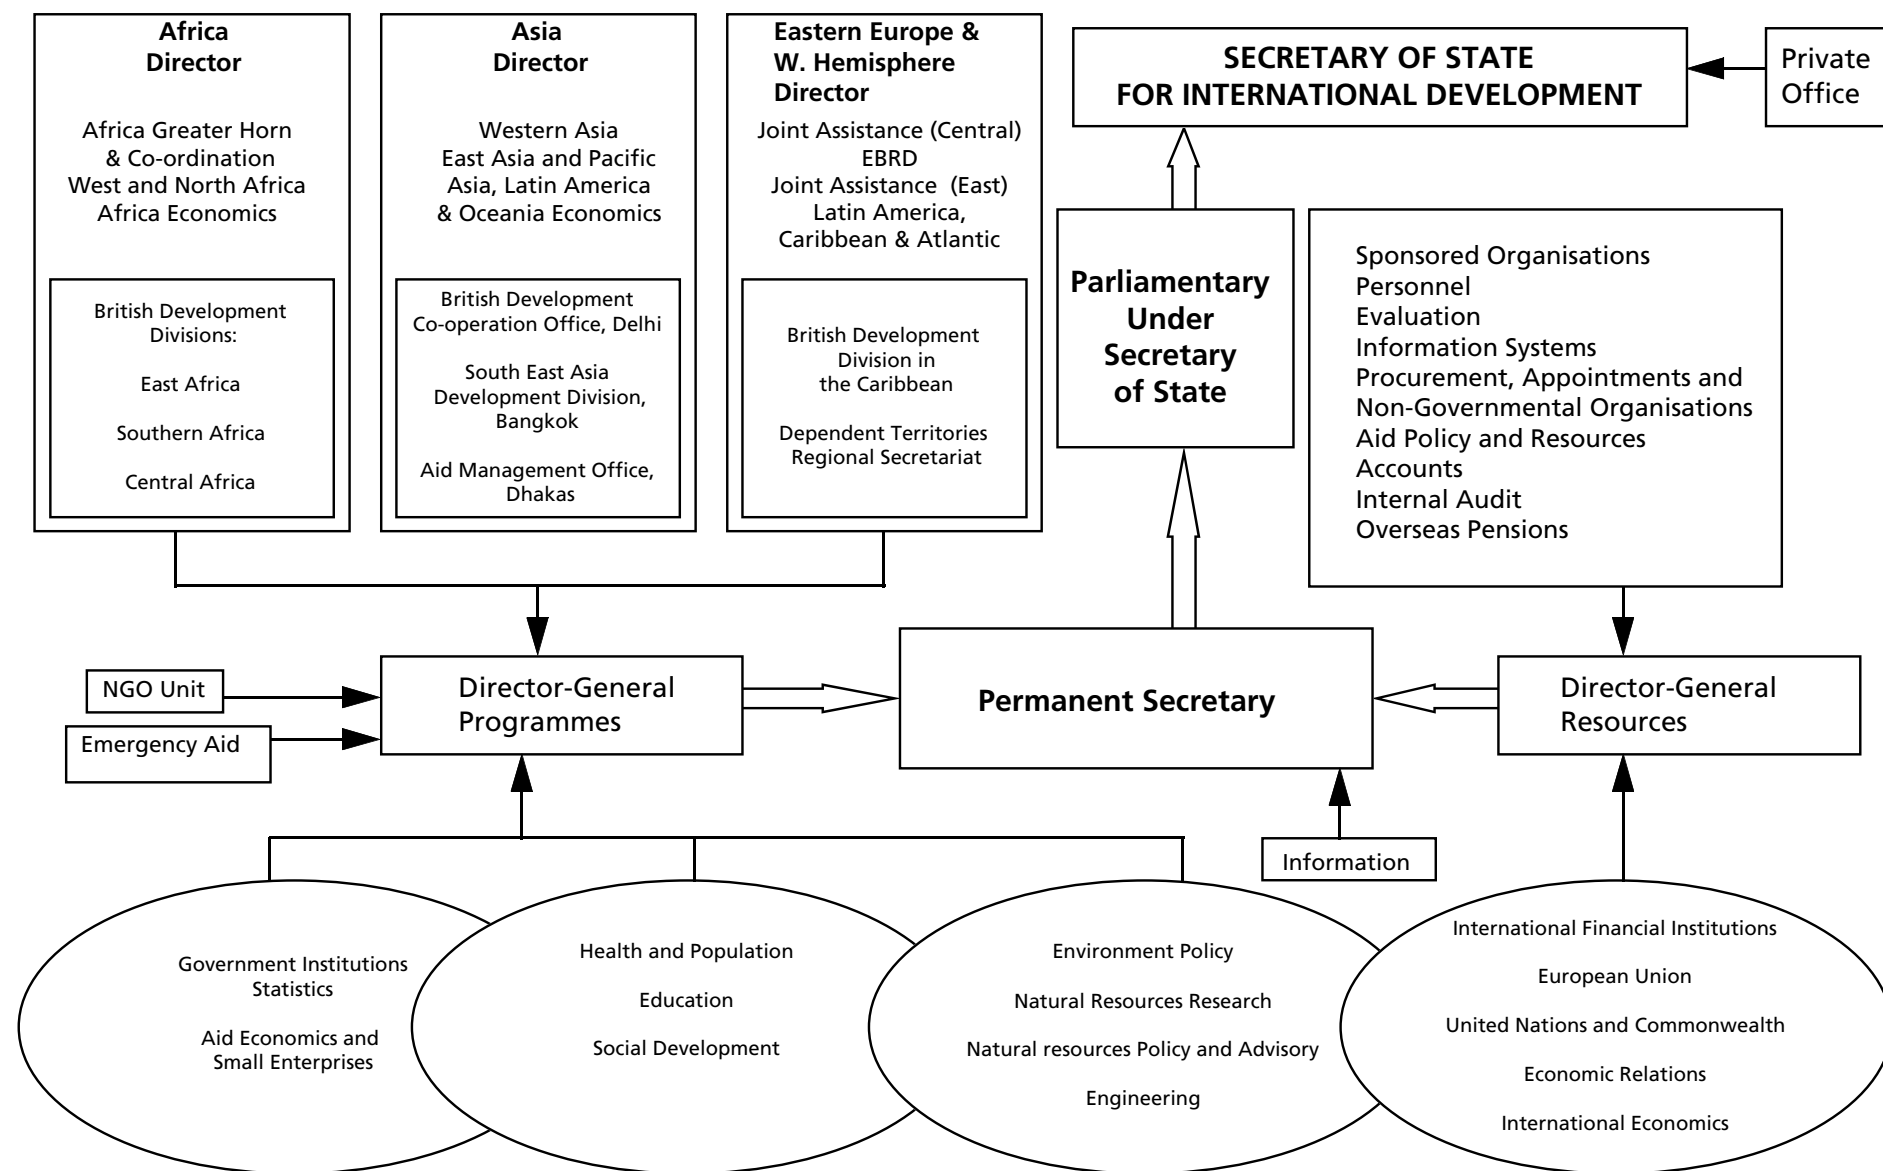 Africa
Director
Africa Greater Horn
& Co-ordination
West and North Africa
Africa Economics
British Development
Divisions:
East Africa
Southern Africa
Central Africa
Asia
Director
Western Asia
East Asia and Pacific
Asia, Latin America
& Oceania Economics
British Development
Co-operation Office, Delhi
South East Asia
Development Division,
Bangkok
Aid Management Office,
Dhakas
Eastern Europe &
W. Hemisphere
Director
Joint Assistance (Central)
EBRD
Joint Assistance (East)
Latin America,
Caribbean & Atlantic
British Development
Division in
the Caribbean
Dependent Territories
Regional Secretariat
SECRETARY OF STATE
FOR INTERNATIONAL DEVELOPMENT
Private
Office
Parliamentary
Under
Secretary
of State
Sponsored Organisations
Personnel
Evaluation
Information Systems
Procurement, Appointments and
Non-Governmental Organisations
Aid Policy and Resources
Accounts
Internal Audit
Overseas Pensions
NGO Unit
Emergency Aid
Director-General
Programmes
Permanent Secretary
Director-General
Resources
Information
Government Institutions
Statistics
Aid Economics and
Small Enterprises
Health and Population
Education
Social Development
Environment Policy
Natural Resources Research
Natural resources Policy and Advisory
Engineering
International Financial Institutions
European Union
United Nations and Commonwealth
Economic Relations
International Economics